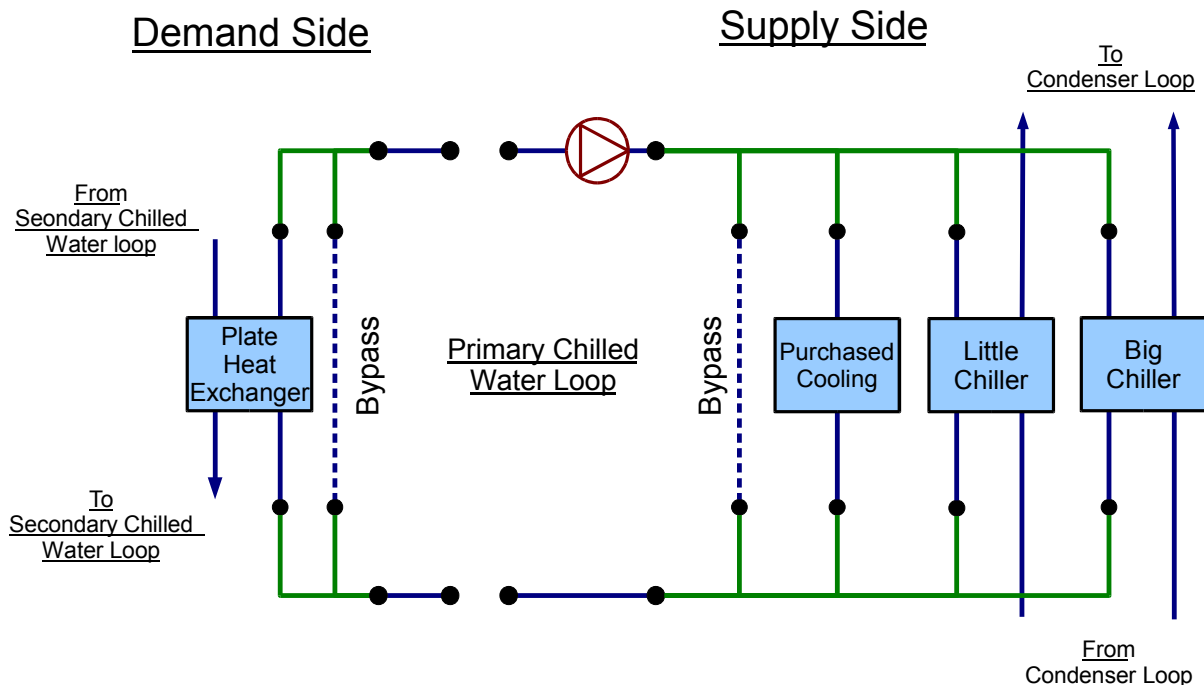 Demand Side
Supply Side
To
Condenser Loop
From
Seondary Chilled
Water loop
Plate
Heat
Exchanger
Bypass
Primary Chilled
Water Loop
Bypass
Purchased
Cooling
Little
Chiller
Big
Chiller
To
Secondary Chilled
Water Loop
From
Condenser Loop